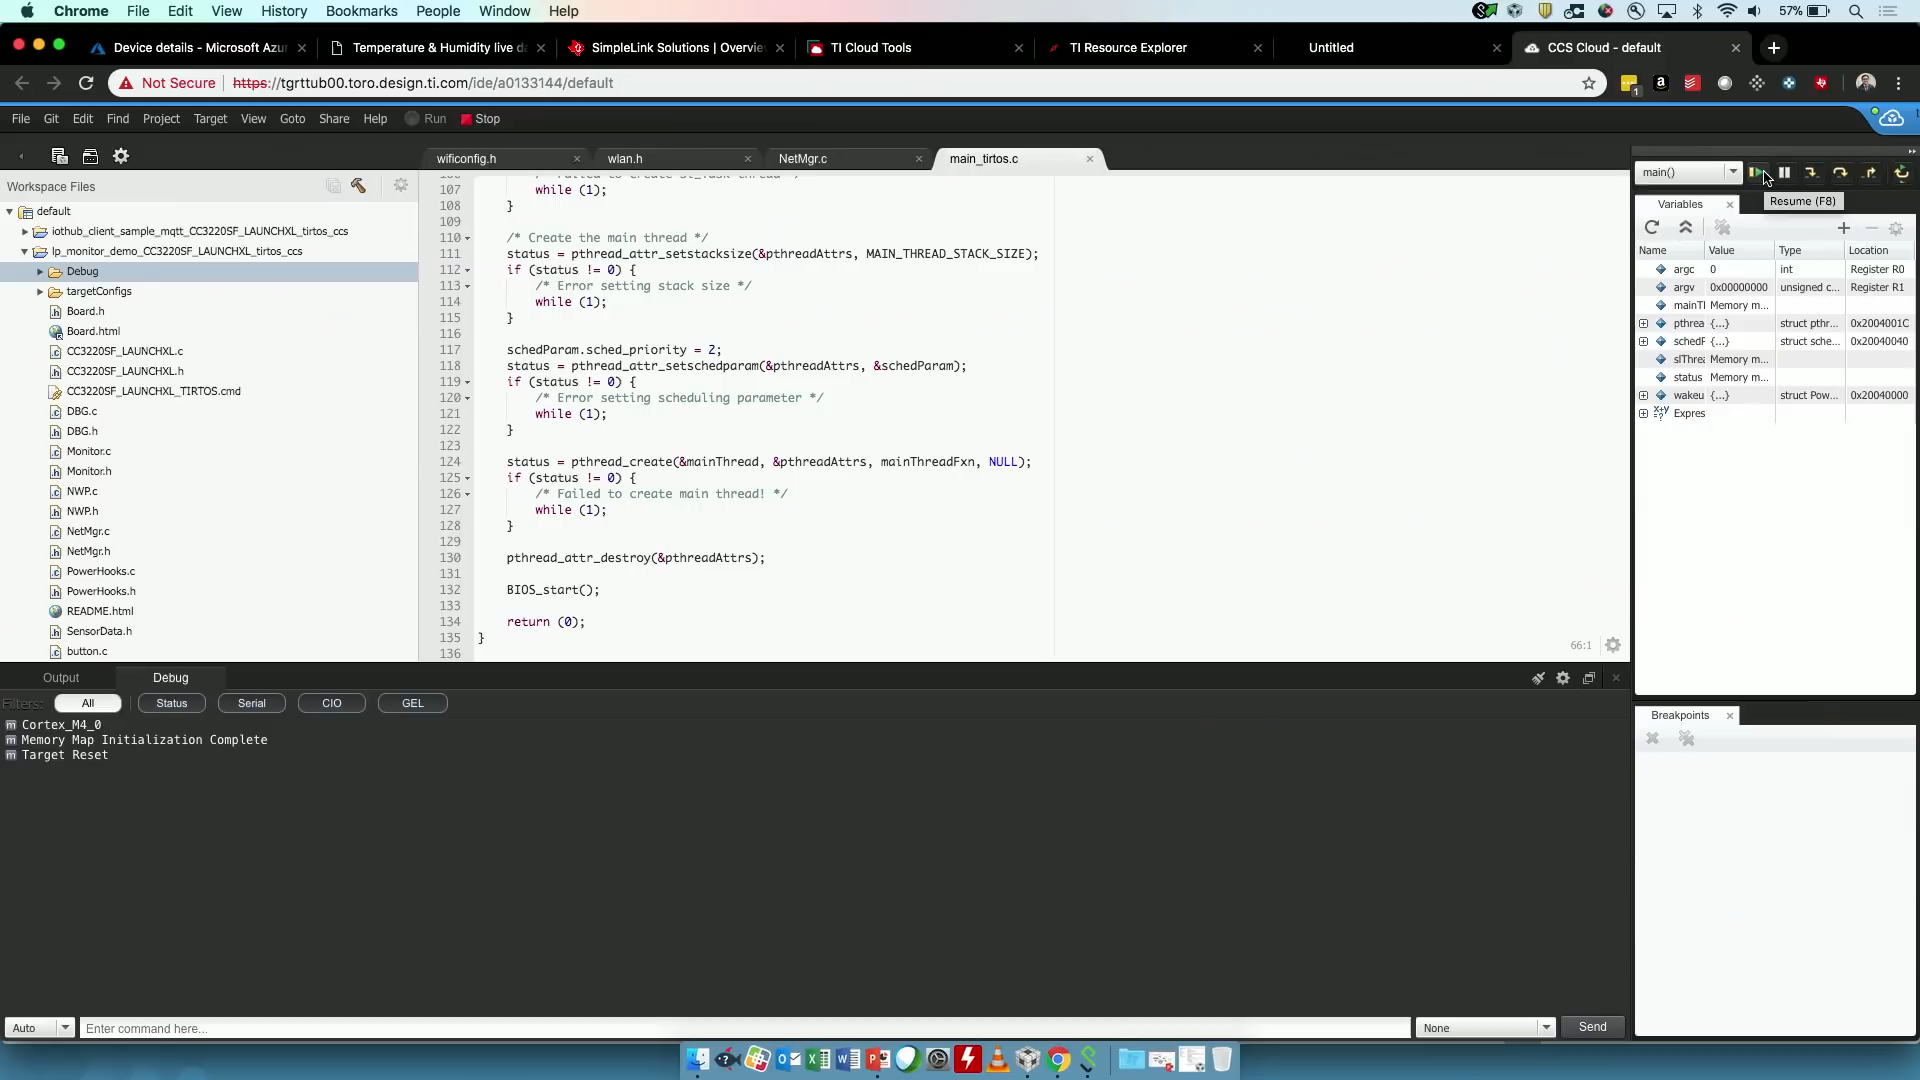 Chrome File Edit View History Bookmarks People Window Help 57%
Device details - Microsoft Azu
Temperature & Humidity live da
SimpleLink Solutions | Overvie
TI Cloud Tools
TI Resource Explorer
Untitled
CCS Cloud - default
Not Secure https://tgrttub00.toro.design.ti.com/ide/a0133144/default
1
File Git Edit Find Project Target View Goto Share Help Run Stop
wificonfig.h
wlan.h
NetMgr.c
main_tirtos.c
main()
Resume (F8)
Workspace Files
default
iothub_client_sample_mqtt_CC3220SF_LAUNCHXL_tirtos_ccs
lp_monitor_demo_CC3220SF_LAUNCHXL_tirtos_ccs
Debug
targetConfigs
Board.h
Board.html
CC3220SF_LAUNCHXL.c
CC3220SF_LAUNCHXL.h
CC3220SF_LAUNCHXL_TIRTOS.cmd
DBG.c
DBG.h
Monitor.c
Monitor.h
NWP.c
NWP.h
NetMgr.c
NetMgr.h
PowerHooks.c
PowerHooks.h
README.html
SensorData.h
button.c
107 while (1);
108 }
109
110 /* Create the main thread */
111 status = pthread_attr_setstacksize(&pthreadAttrs, MAIN_THREAD_STACK_SIZE);
112 if (status != 0) {
113 /* Error setting stack size */
114 while (1);
115 }
116
117 schedParam.sched_priority = 2;
118 status = pthread_attr_setschedparam(&pthreadAttrs, &schedParam);
119 if (status != 0) {
120 /* Error setting scheduling parameter */
121 while (1);
122 }
123
124 status = pthread_create(&mainThread, &pthreadAttrs, mainThreadFxn, NULL);
125 if (status != 0) {
126 /* Failed to create main thread! */
127 while (1);
128 }
129
130 pthread_attr_destroy(&pthreadAttrs);
131
132 BIOS_start();
133
134 return (0);
135 }
136
66:1
Variables
Name Value Type Location
argc 0 int Register R0
argv 0x00000000 unsigned c... Register R1
mainTl Memory m...
pthrea {...} struct pthr... 0x2004001C
schedF {...} struct sche... 0x20040040
slThrea Memory m...
status Memory m...
wakeu {...} struct Pow... 0x20040000
Expres
Breakpoints
Output Debug
Filters: All Status Serial CIO GEL
Cortex_M4_0
Memory Map Initialization Complete
Target Reset
Auto Enter command here... None Send